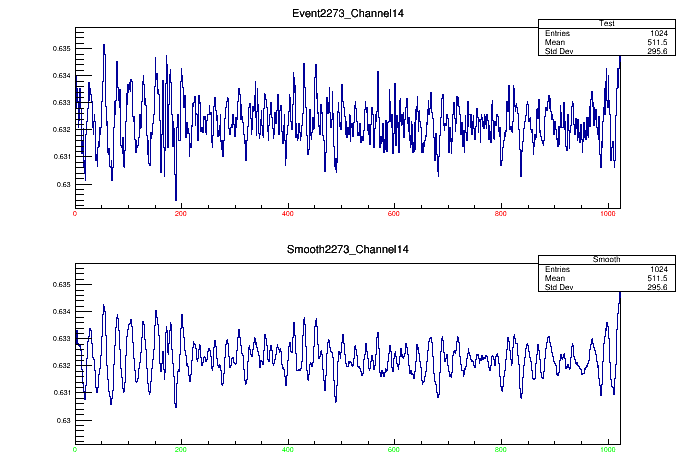 Event2273_Channel14
Test
Entries 1024
Mean 511.5
Std Dev 295.6
0.635
0.634
0.633
0.632
0.631
0.63
0 200 400 600 800 1000
Smooth2273_Channel14
Smooth
Entries 1024
Mean 511.5
Std Dev 295.6
0.635
0.634
0.633
0.632
0.631
0.63
0 200 400 600 800 1000